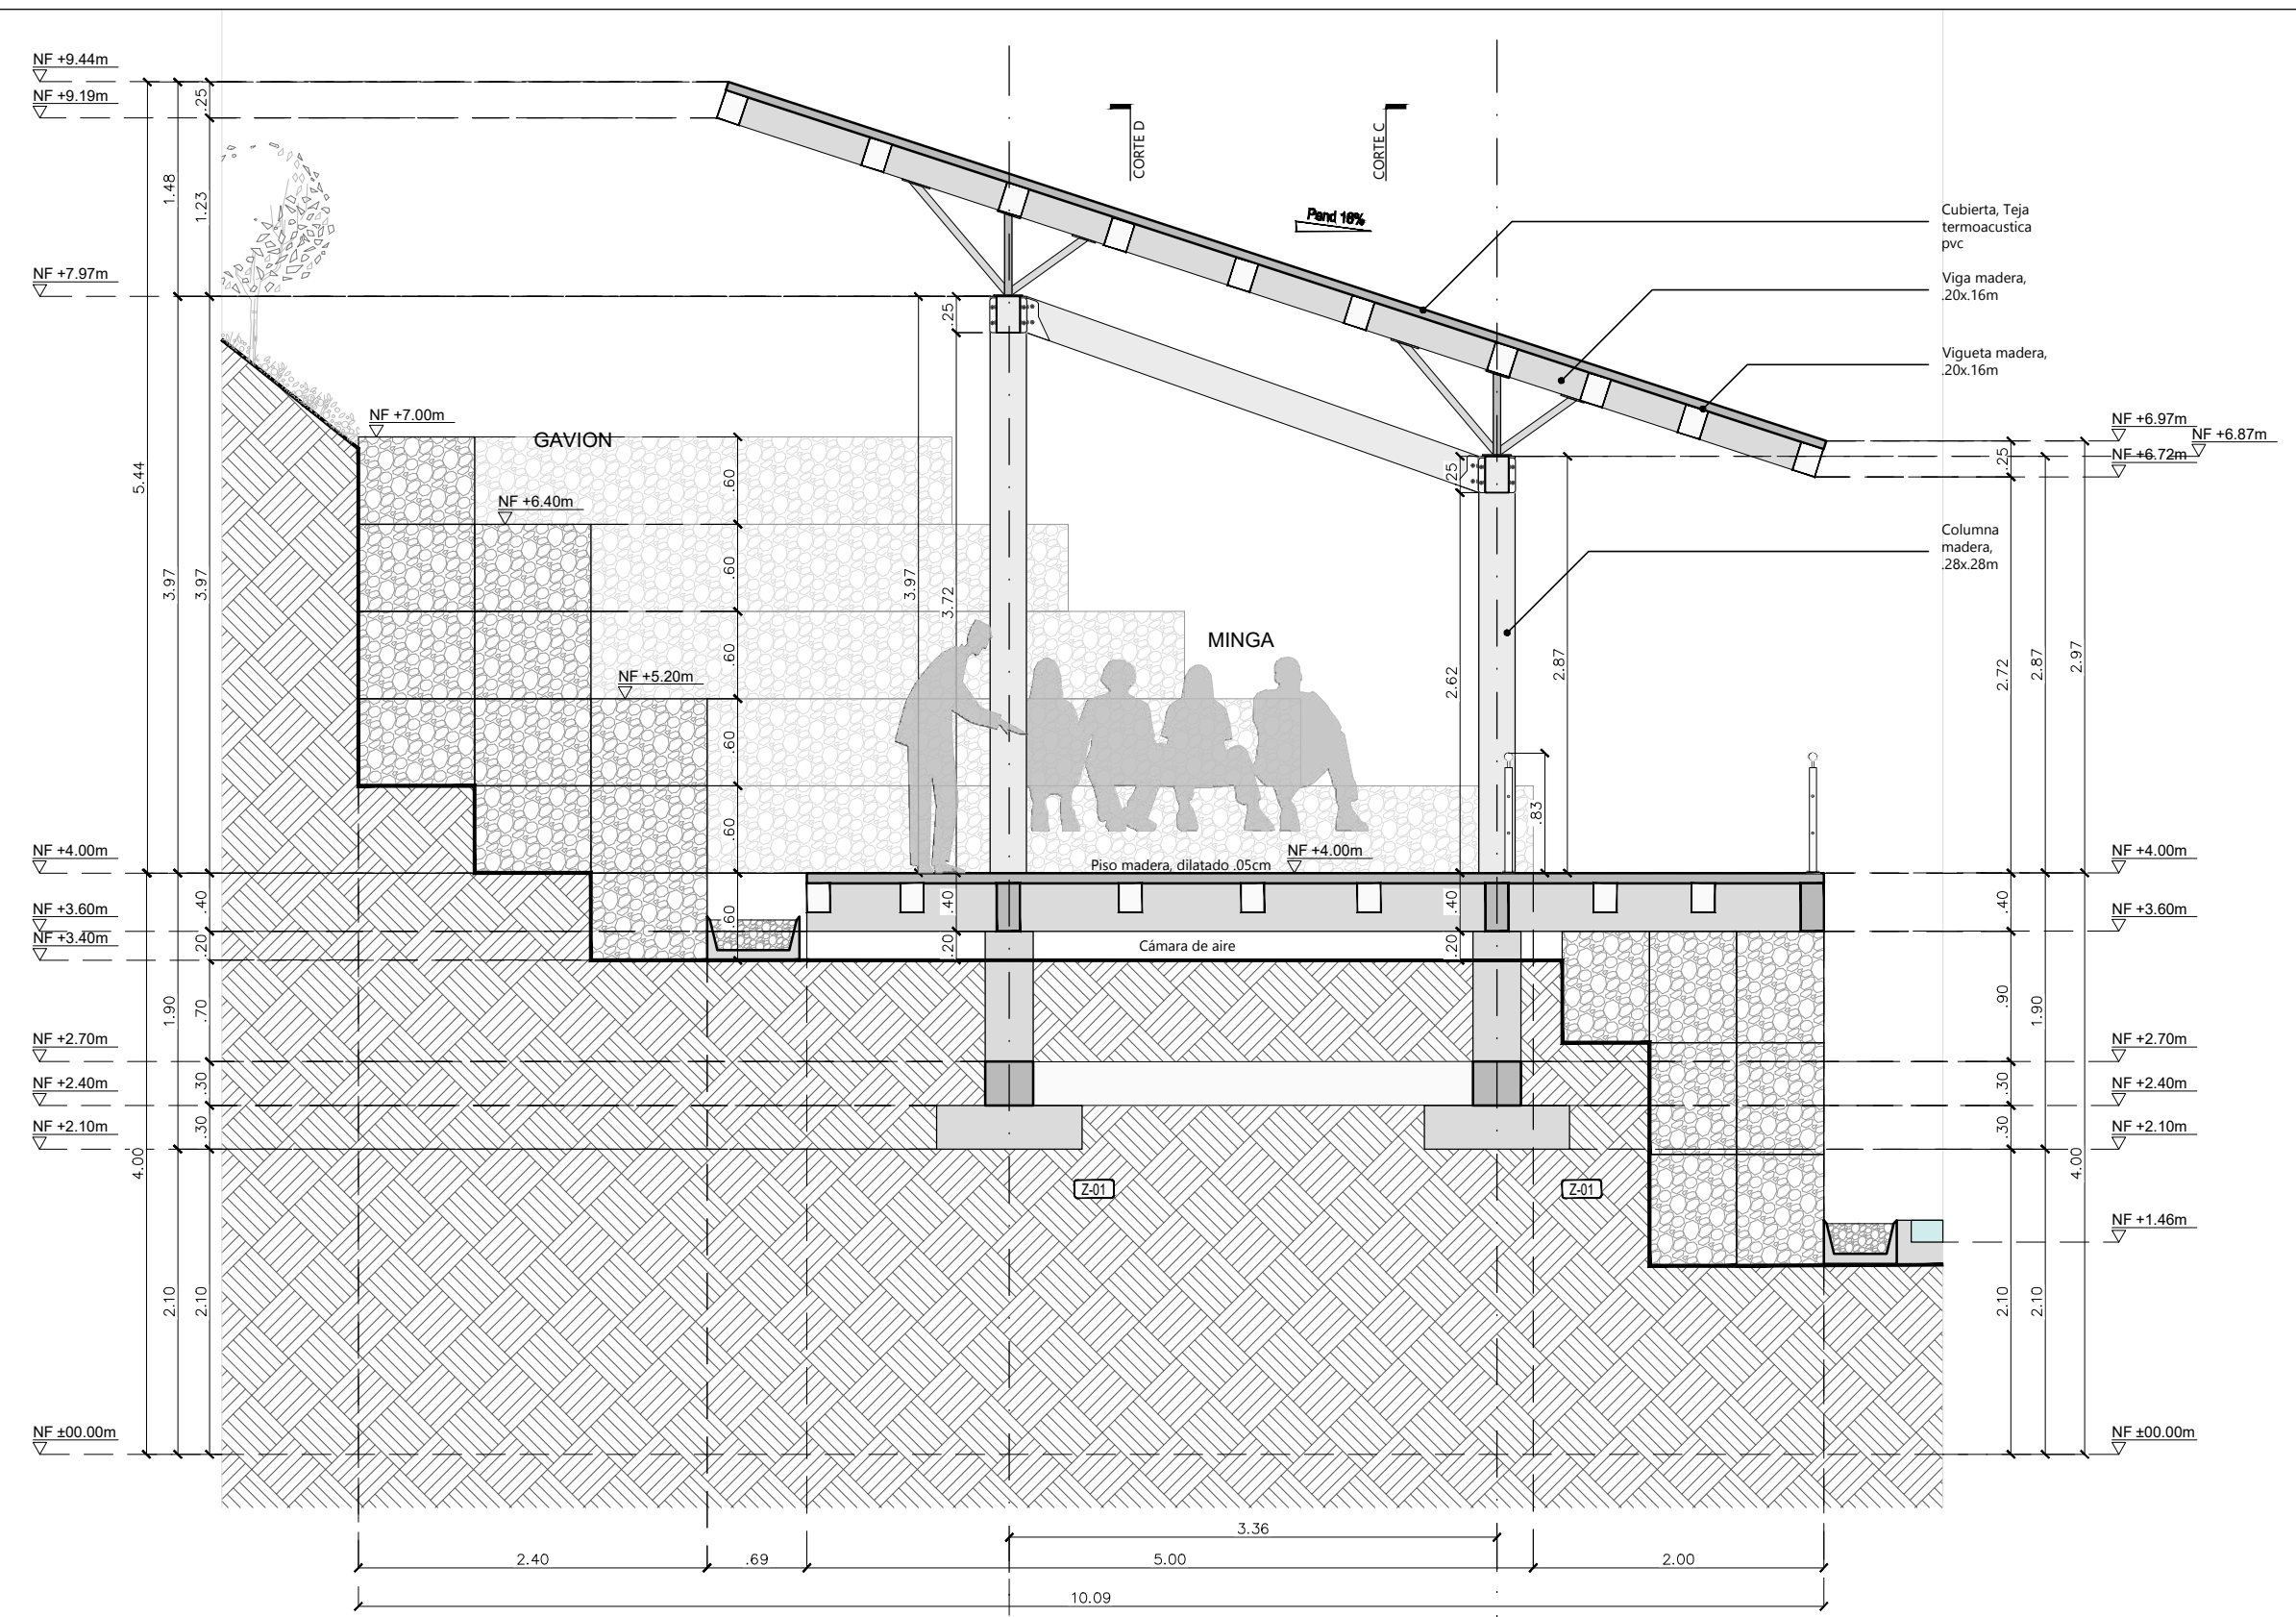 NF +9.44m
NF +9.19m
NF +7.97m
NF +4.00m
NF +3.60m
NF +3.40m
NF +2.70m
NF +2.40m
NF +2.10m
NF ±00.00m
5.44
4.00
1.48
3.97
1.90
2.10
.25
1.23
3.97
.40
.20
.70
.30
.30
2.10
NF +7.00m
GAVION
NF +6.40m
NF +5.20m
.60
.60
.60
.60
.60
.60
3.97
.25
3.72
.40
.20
CORTE D
CORTE C
Pend 16%
MINGA
Piso madera, dilatado .05cm
NF +4.00m
Cámara de aire
.25
2.62
.40
.20
2.87
.83
Z-01
Z-01
Cubierta, Teja
termoacustica
pvc
Viga madera,
.20x.16m
Vigueta madera,
.20x.16m
Columna
madera,
.28x.28m
.25
2.72
.40
.90
.30
.30
2.10
2.87
1.90
2.10
2.97
4.00
NF +6.97m
NF +6.87m
NF +6.72m
NF +4.00m
NF +3.60m
NF +2.70m
NF +2.40m
NF +2.10m
NF +1.46m
NF ±00.00m
3.36
2.40
.69
5.00
2.00
10.09